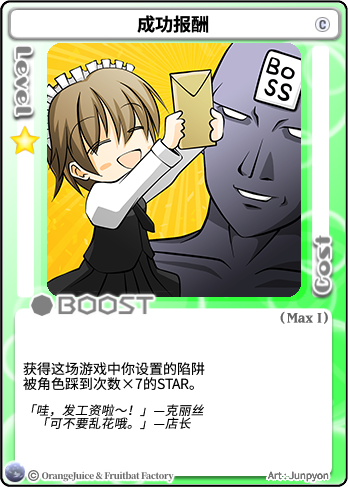 成功报酬
C
Level
BOSS
Cost
BOOST
(Max 1)
获得这场游戏中你设置的陷阱
被角色踩到次数×7的STAR。
「哇，发工资啦～！」—克丽丝
「可不要乱花哦。」—店长
© OrangeJuice & Fruitbat Factory
Art: Junpyon